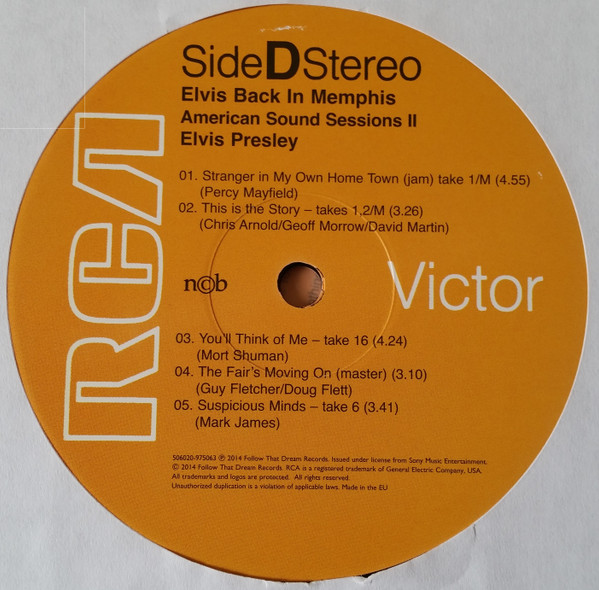 SideDStereo
Elvis Back In Memphis
American Sound Sessions II
Elvis Presley
01. Stranger in My Own Home Town (jam) take 1/M (4.55)
(Percy Mayfield)
02. This is the Story – takes 1.2/M (3.26)
(Chris Arnold/Geoff Morrow/David Martin)
RCA
n©b
Victor
03. You'll Think of Me – take 16 (4.24)
(Mort Shuman)
04. The Fair's Moving On (master) (3.10)
(Guy Fletcher/Doug Flett)
05. Suspicious Minds – take 6 (3.41)
(Mark James)
506020-975063 ℗ 2014 Follow That Dream Records. Issued under license from Sony Music Entertainment.
© 2014 Follow That Dream Records. RCA is a registered trademark of General Electric Company, USA.
All trademarks and logos are protected. All rights reserved.
Unauthorized duplication is a violation of applicable laws. Made in the EU